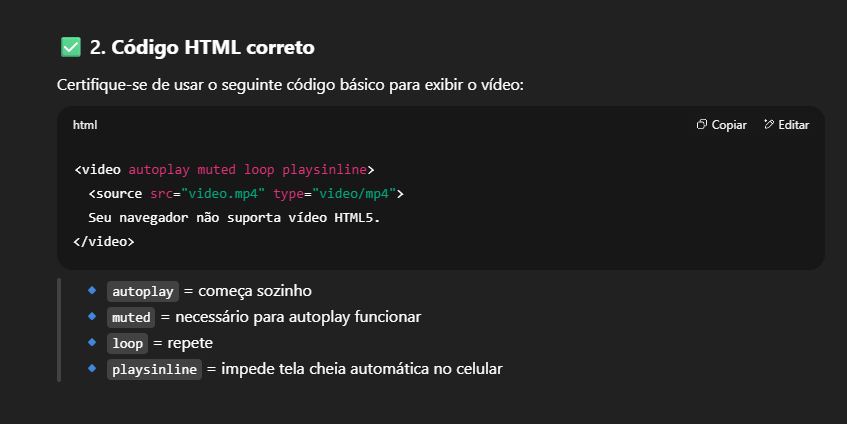 ✅ 2. Código HTML correto
Certifique-se de usar o seguinte código básico para exibir o vídeo:
html Copiar Editar
<video autoplay muted loop playsinline>
<source src="video.mp4" type="video/mp4">
Seu navegador não suporta vídeo HTML5.
</video>
🔹 autoplay = começa sozinho
🔹 muted = necessário para autoplay funcionar
🔹 loop = repete
🔹 playsinline = impede tela cheia automática no celular